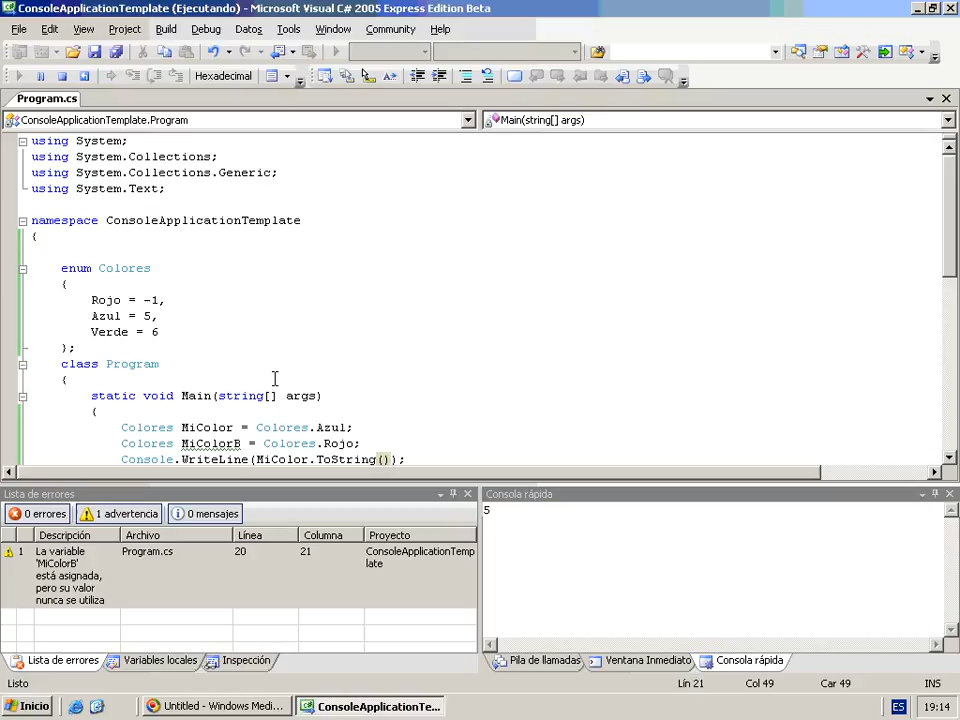 ConsoleApplicationTemplate (Ejecutando) - Microsoft Visual C# 2005 Express Edition Beta
File Edit View Project Build Debug Datos Tools Window Community Help
Hexadecimal
Program.cs
ConsoleApplicationTemplate.Program
Main(string[] args)
using System;
using System.Collections;
using System.Collections.Generic;
using System.Text;
namespace ConsoleApplicationTemplate
{
enum Colores
{
Rojo = -1,
Azul = 5,
Verde = 6
};
class Program
{
static void Main(string[] args)
{
Colores MiColor = Colores.Azul;
Colores MiColorB = Colores.Rojo;
Console.WriteLine(MiColor.ToString());
Lista de errores
0 errores
1 advertencia
0 mensajes
Descripción Archivo Línea Columna Proyecto
1 La variable 'MiColorB' está asignada, pero su valor nunca se utiliza
Program.cs
20
21
ConsoleApplicationTemplate
Lista de errores
Variables locales
Inspección
Consola rápida
5
Pila de llamadas
Ventana Inmediato
Consola rápida
Listo
Lín 21
Col 49
Car 49
INS
Inicio
Untitled - Windows Medi...
ConsoleApplicationTe...
ES
19:14